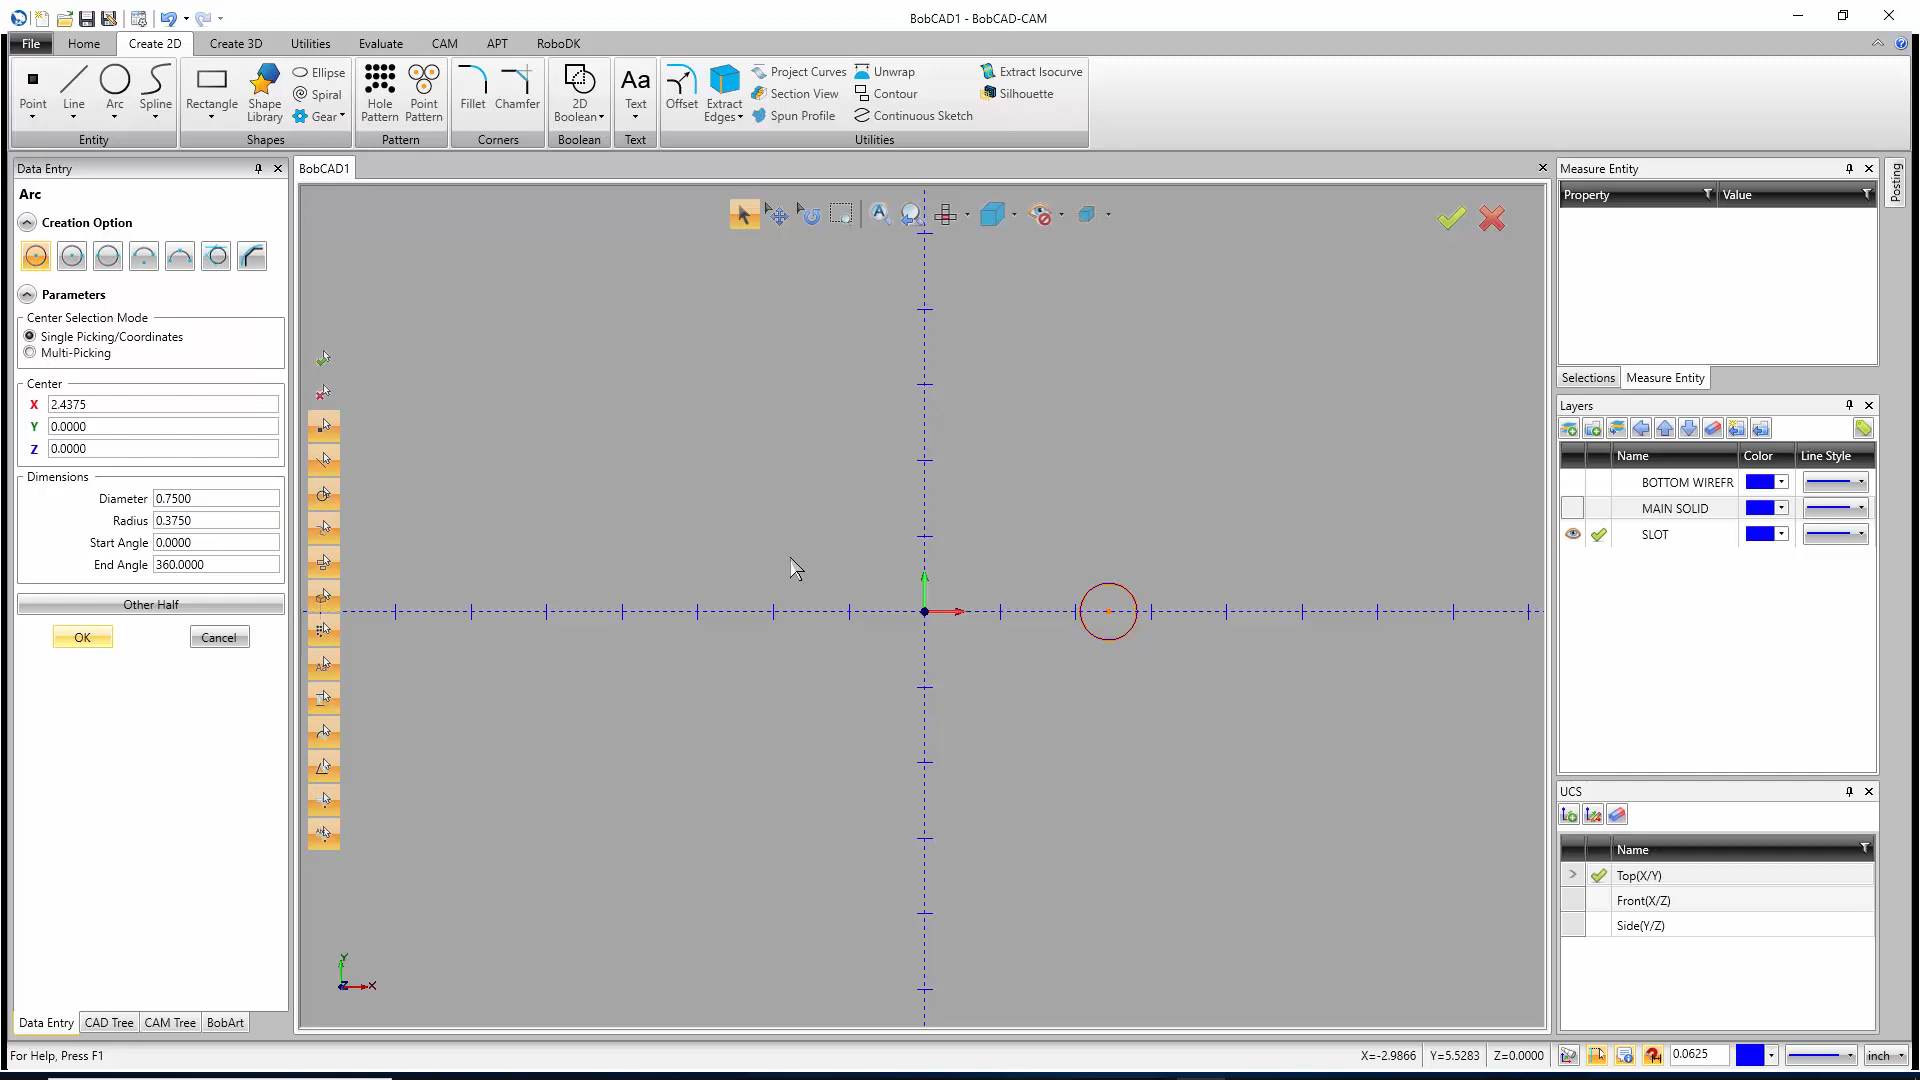 BobCAD1 - BobCAD-CAM
File Home Create 2D Create 3D Utilities Evaluate CAM APT RoboDK
Point Line Arc Spline Rectangle Shape Library Ellipse Spiral Gear Hole Pattern Point Pattern Fillet Chamfer 2D Boolean Text Offset Extract Edges Project Curves Section View Spun Profile Unwrap Contour Continuous Sketch Extract Isocurve Silhouette
Aa
Entity Shapes Pattern Corners Boolean Text Utilities
Data Entry
Arc
Creation Option
Parameters
Center Selection Mode
Single Picking/Coordinates
Multi-Picking
Center
X 2.4375
Y 0.0000
Z 0.0000
Dimensions
Diameter 0.7500
Radius 0.3750
Start Angle 0.0000
End Angle 360.0000
Other Half
OK Cancel
Data Entry CAD Tree CAM Tree BobArt
BobCAD1
Y
Z X
Measure Entity
Property Value
Posting
Selections Measure Entity
Layers
Name Color Line Style
BOTTOM WIREFR
MAIN SOLID
SLOT
UCS
Name
Top(X/Y)
Front(X/Z)
Side(Y/Z)
For Help, Press F1
X=-2.9866 Y=5.5283 Z=0.0000 0.0625 inch